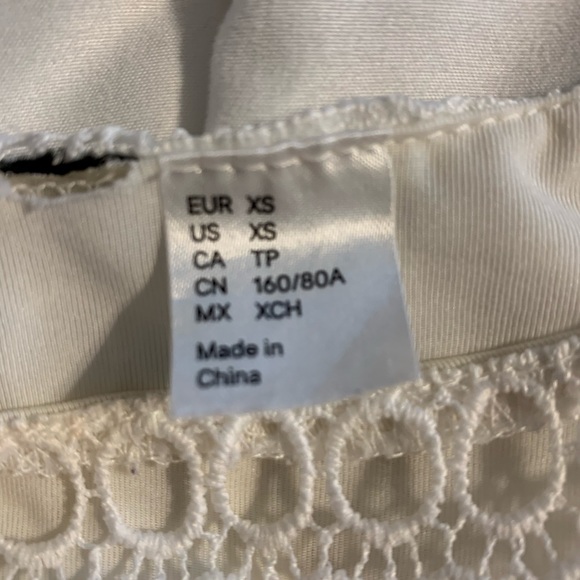 EUR XS
US XS
CA TP
CN 160/80A
MX XCH
Made in
China